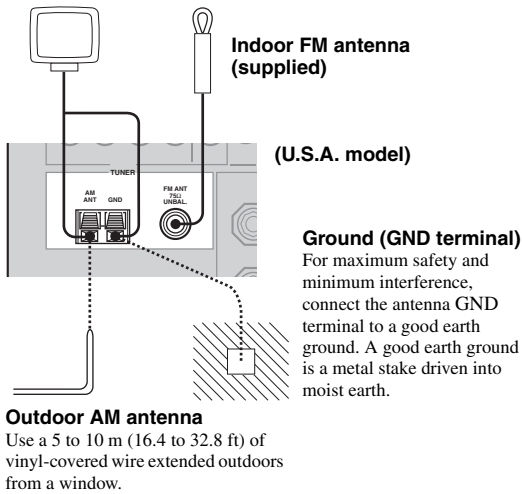 Indoor FM antenna
(supplied)
(U.S.A. model)
TUNER
AM
ANT
GND
FM ANT
75Ω
UNBAL.
Ground (GND terminal)
For maximum safety and
minimum interference,
connect the antenna GND
terminal to a good earth
ground. A good earth ground
is a metal stake driven into
moist earth.
Outdoor AM antenna
Use a 5 to 10 m (16.4 to 32.8 ft) of
vinyl-covered wire extended outdoors
from a window.